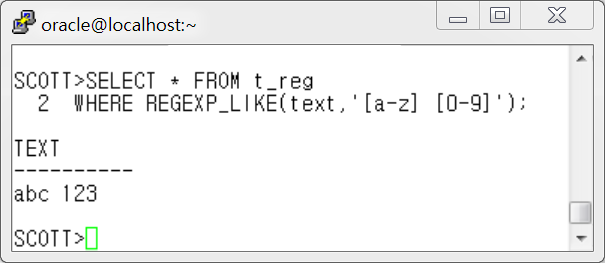 oracle@localhost:~
SCOTT>SELECT * FROM t_reg
  2  WHERE REGEXP_LIKE(text,'[a-z] [0-9]');
TEXT
----------
abc 123
SCOTT>